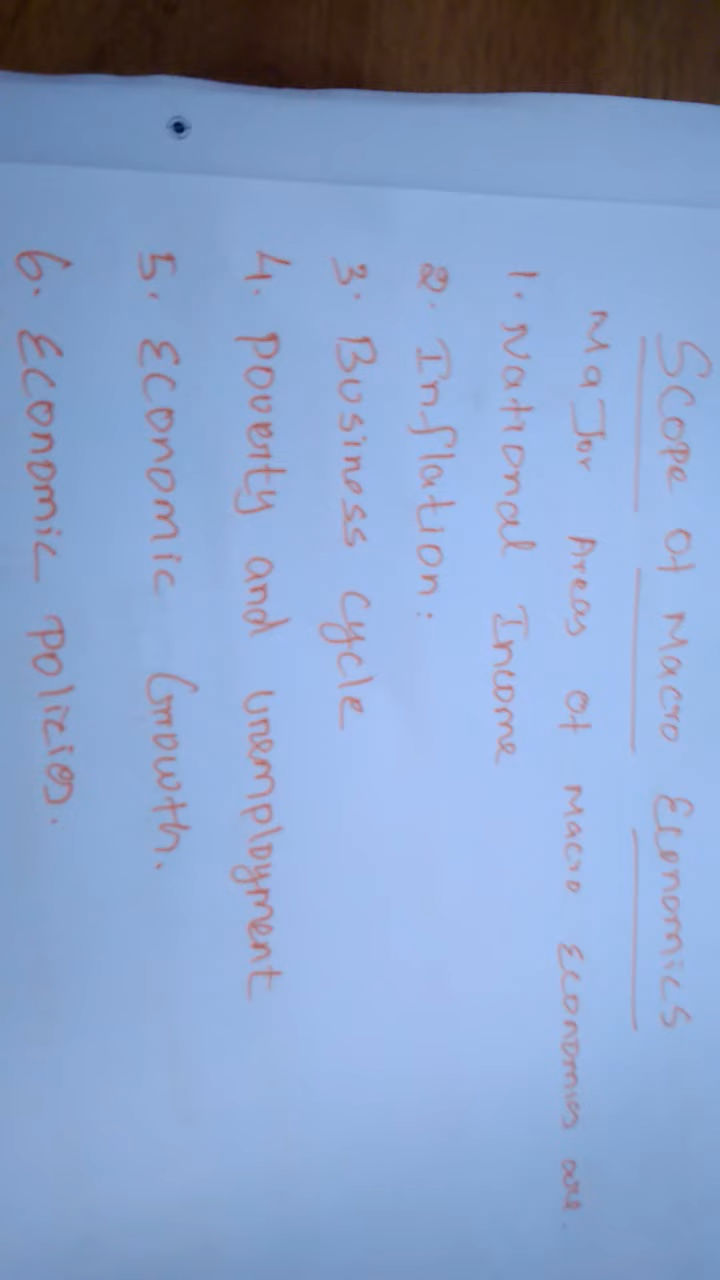 Scope of Macro Economics
Major Areas of Macro Economics are
1. National Income
2. Inflation:
3. Business cycle
4. Poverty and unemployment
5. Economic Growth.
6. Economic policies.